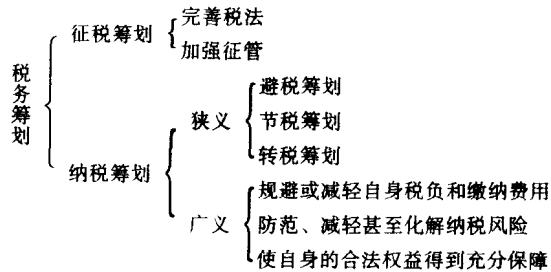 税务筹划
征税筹划
完善税法
加强征管
纳税筹划
狭义
避税筹划
节税筹划
转税筹划
广义
规避或减轻自身税负和缴纳费用
防范、减轻甚至化解纳税风险
使自身的合法权益得到充分保障